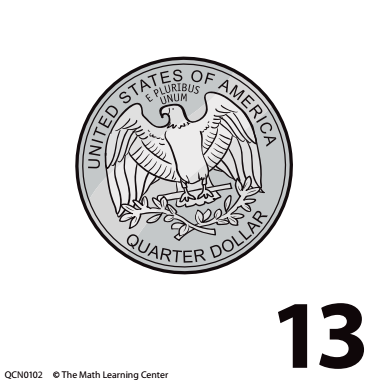 UNITED STATES OF AMERICA
E PLURIBUS
UNUM
QUARTER DOLLAR
13
QCN0102 © The Math Learning Center